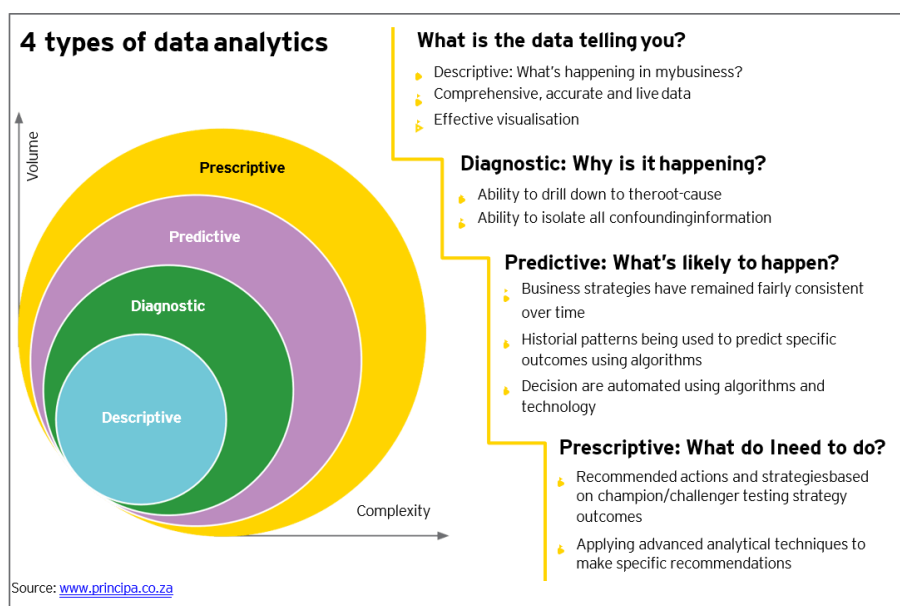 4 types of data analytics
Volume
Prescriptive
Predictive
Diagnostic
Descriptive
Complexity
Source: www.principa.co.za
What is the data telling you?
Descriptive: What's happening in mybusiness?
Comprehensive, accurate and live data
Effective visualisation
Diagnostic: Why is it happening?
Ability to drill down to theroot-cause
Ability to isolate all confoundinginformation
Predictive: What's likely to happen?
Business strategies have remained fairly consistent
over time
Historial patterns being used to predict specific
outcomes using algorithms
Decision are automated using algorithms and
technology
Prescriptive: What do Ineed to do?
Recommended actions and strategiesbased
on champion/challenger testing strategy
outcomes
Applying advanced analytical techniques to
make specific recommendations